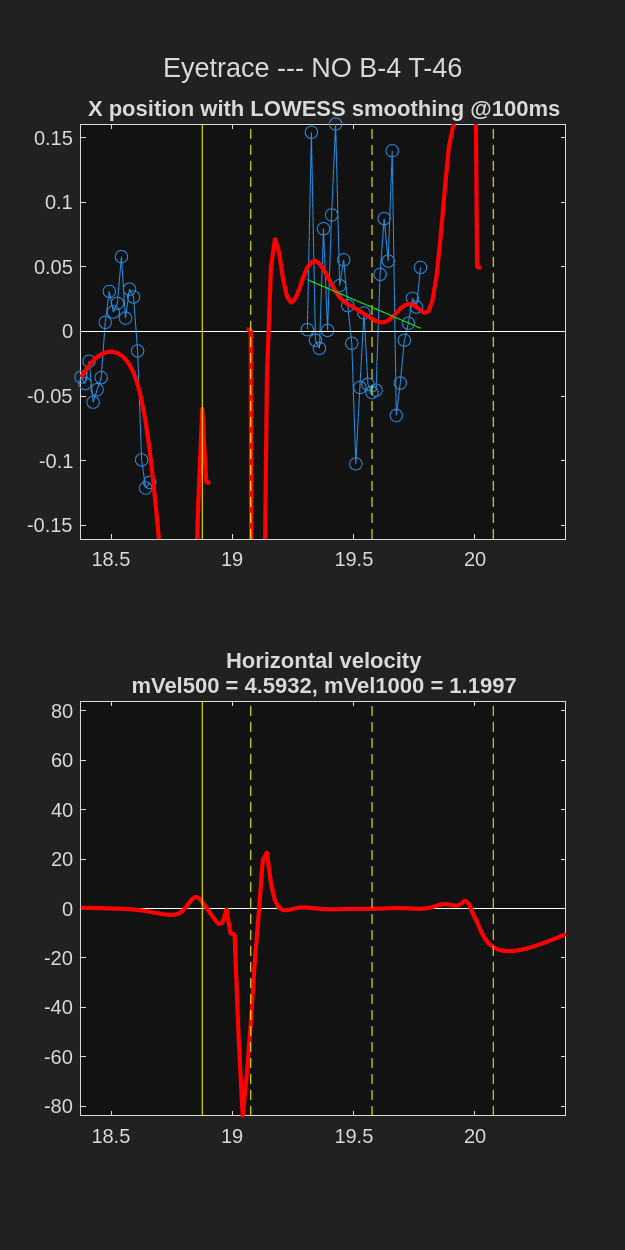 Eyetrace --- NO B-4 T-46
X position with LOWESS smoothing @100ms
0.15
0.1
0.05
0
-0.05
-0.1
-0.15
18.5 19 19.5 20
Horizontal velocity
mVel500 = 4.5932, mVel1000 = 1.1997
80
60
40
20
0
-20
-40
-60
-80
18.5 19 19.5 20